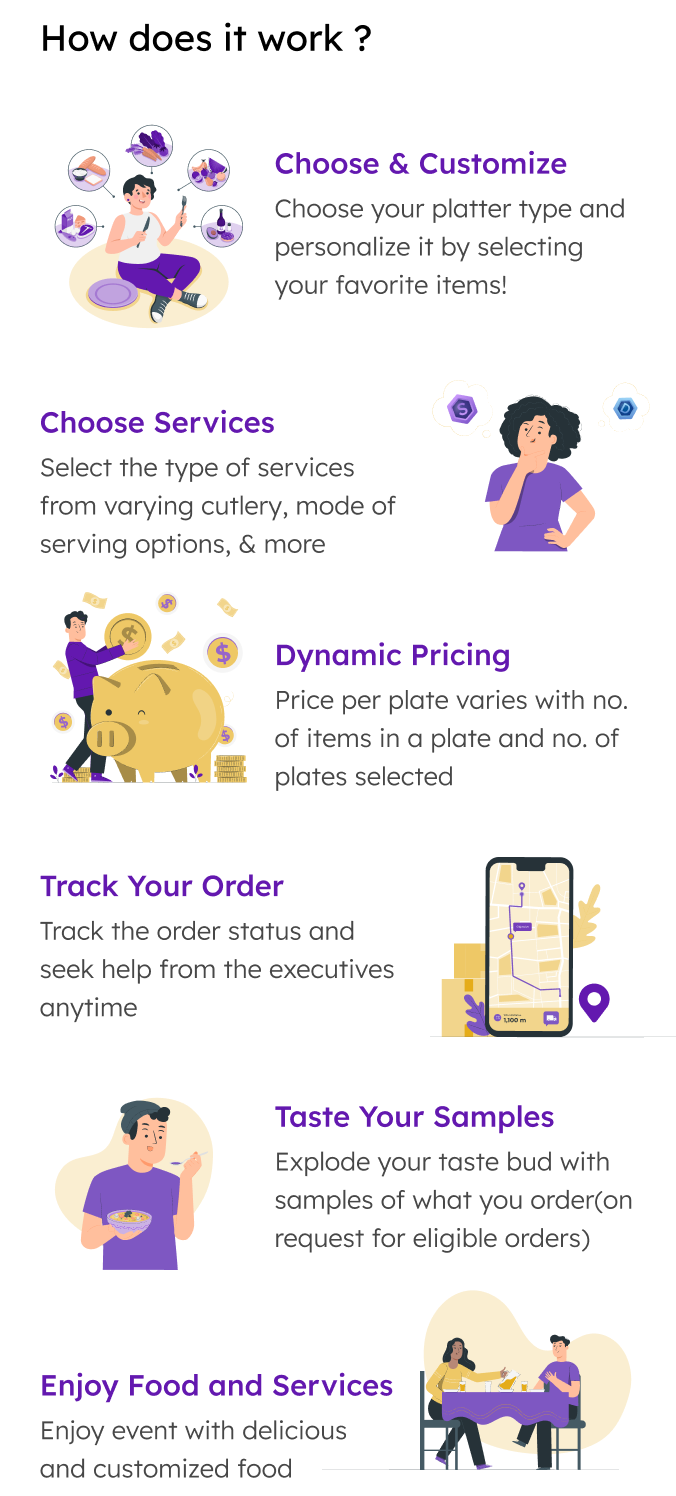 How does it work ?
Choose & Customize
Choose your platter type and
personalize it by selecting
your favorite items!
Choose Services
Select the type of services
from varying cutlery, mode of
serving options, & more
Dynamic Pricing
Price per plate varies with no.
of items in a plate and no. of
plates selected
Track Your Order
Track the order status and
seek help from the executives
anytime
1,100 m
Taste Your Samples
Explode your taste bud with
samples of what you order(on
request for eligible orders)
Enjoy Food and Services
Enjoy event with delicious
and customized food